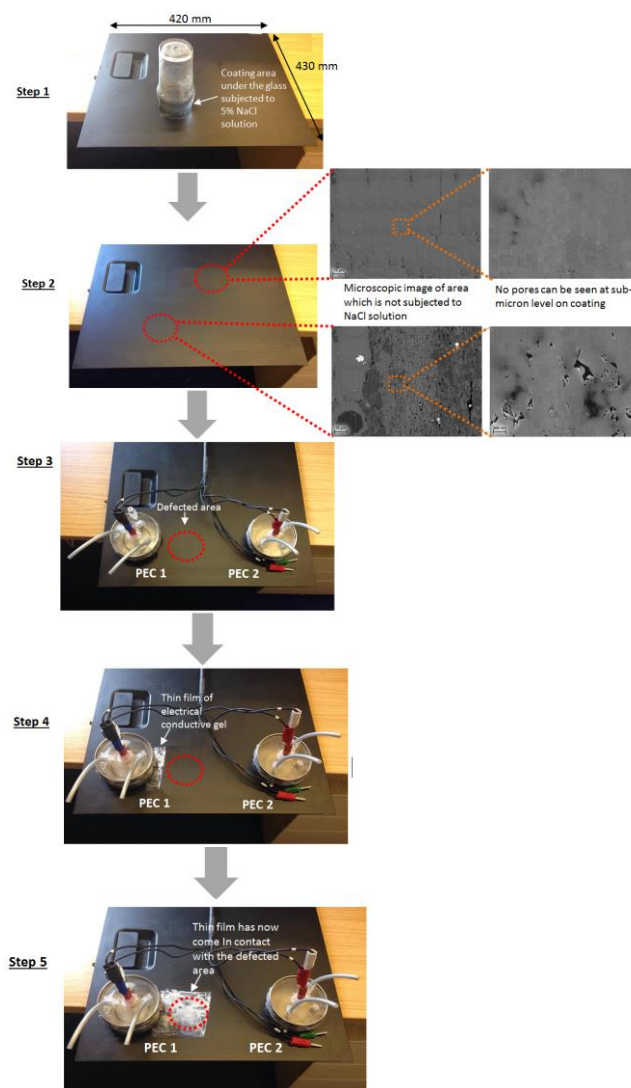 420 mm
430 mm
Step 1
Coating area
under the glass
subjected to
5% NaCl
solution
Step 2
Microscopic image of area
which is not subjected to
NaCl solution
No pores can be seen at sub-
micron level on coating
Step 3
Defected area
PEC 1
PEC 2
Step 4
Thin film of
electrical
conductive gel
PEC 1
PEC 2
Step 5
Thin film has now
come In contact
with the defected
area
PEC 1
PEC 2